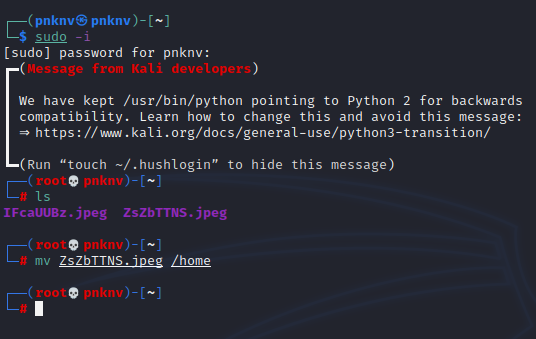 ┌──(pnknv㉿pnknv)-[~]
└─$ sudo -i
[sudo] password for pnknv:
┏━(Message from Kali developers)
┃
┃ We have kept /usr/bin/python pointing to Python 2 for backwards
┃ compatibility. Learn how to change this and avoid this message:
┃ ⇒ https://www.kali.org/docs/general-use/python3-transition/
┃
┗━(Run “touch ~/.hushlogin” to hide this message)
┌──(root💀pnknv)-[~]
└─# ls
IFcaUUBz.jpeg  ZsZbTTNS.jpeg

┌──(root💀pnknv)-[~]
└─# mv ZsZbTTNS.jpeg /home

┌──(root💀pnknv)-[~]
└─#